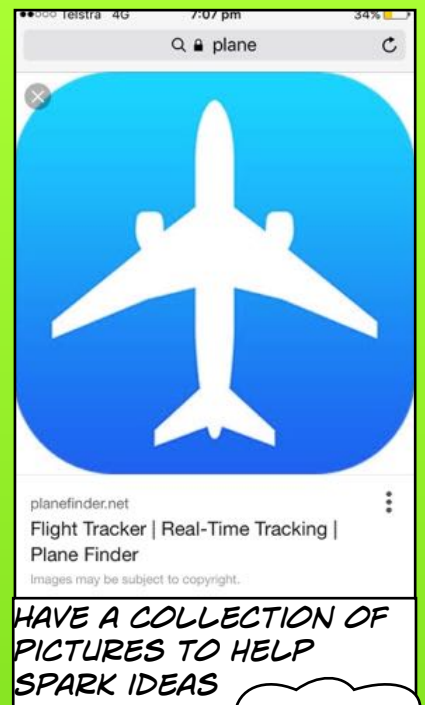 Telstra 4G 7:07 pm 34%
plane
planefinder.net
Flight Tracker | Real-Time Tracking |
Plane Finder
Images may be subject to copyright.
HAVE A COLLECTION OF
PICTURES TO HELP
SPARK IDEAS